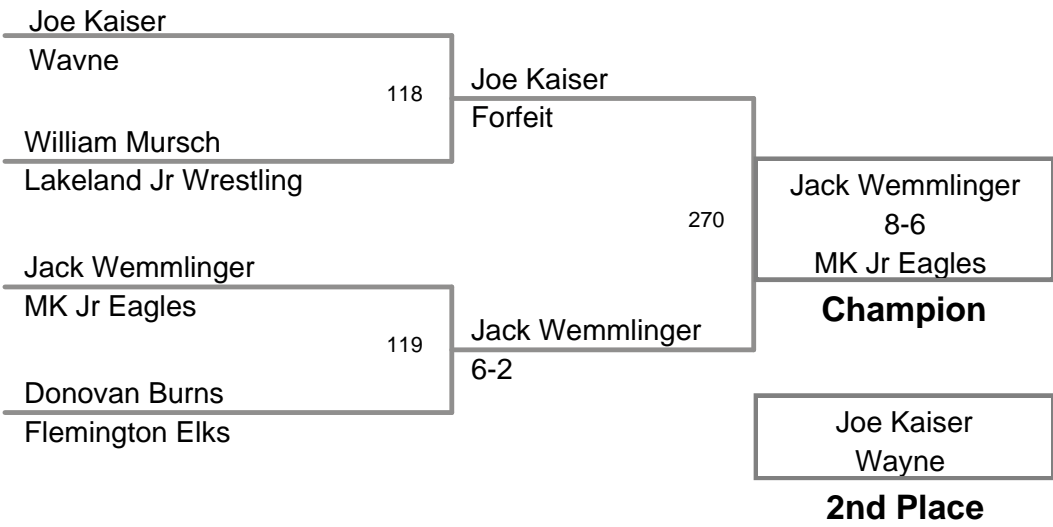 Joe Kaiser
Wavne
118
William Mursch
Lakeland Jr Wrestling
Joe Kaiser
Forfeit
Jack Wemmlinger
MK Jr Eagles
119
Donovan Burns
Flemington Elks
Jack Wemmlinger
6-2
270
Jack Wemmlinger
8-6
MK Jr Eagles
Champion
Joe Kaiser
Wayne
2nd Place